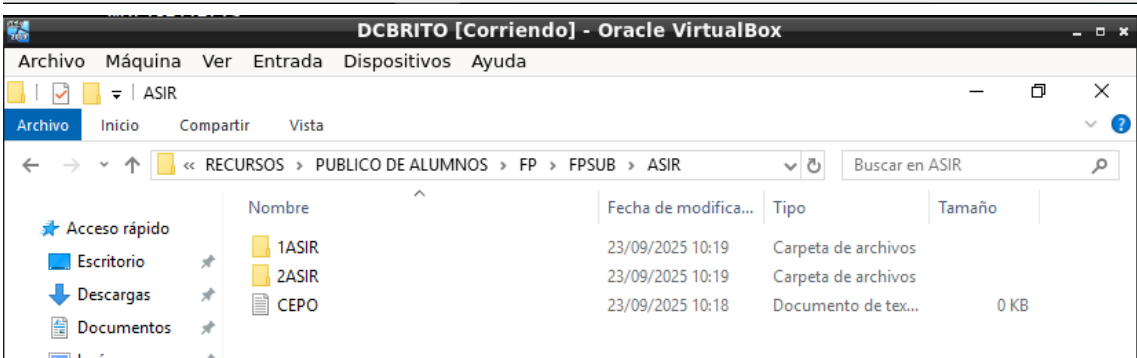 DCBRITO [Corriendo] - Oracle VirtualBox
Archivo Máquina Ver Entrada Dispositivos Ayuda
ASIR
Archivo Inicio Compartir Vista
« RECURSOS > PUBLICO DE ALUMNOS > FP > FPSUB > ASIR Buscar en ASIR
Nombre Fecha de modifica... Tipo Tamaño
Acceso rápido
1ASIR 23/09/2025 10:19 Carpeta de archivos
Escritorio
2ASIR 23/09/2025 10:19 Carpeta de archivos
Descargas
CEPO 23/09/2025 10:18 Documento de tex... 0 KB
Documentos